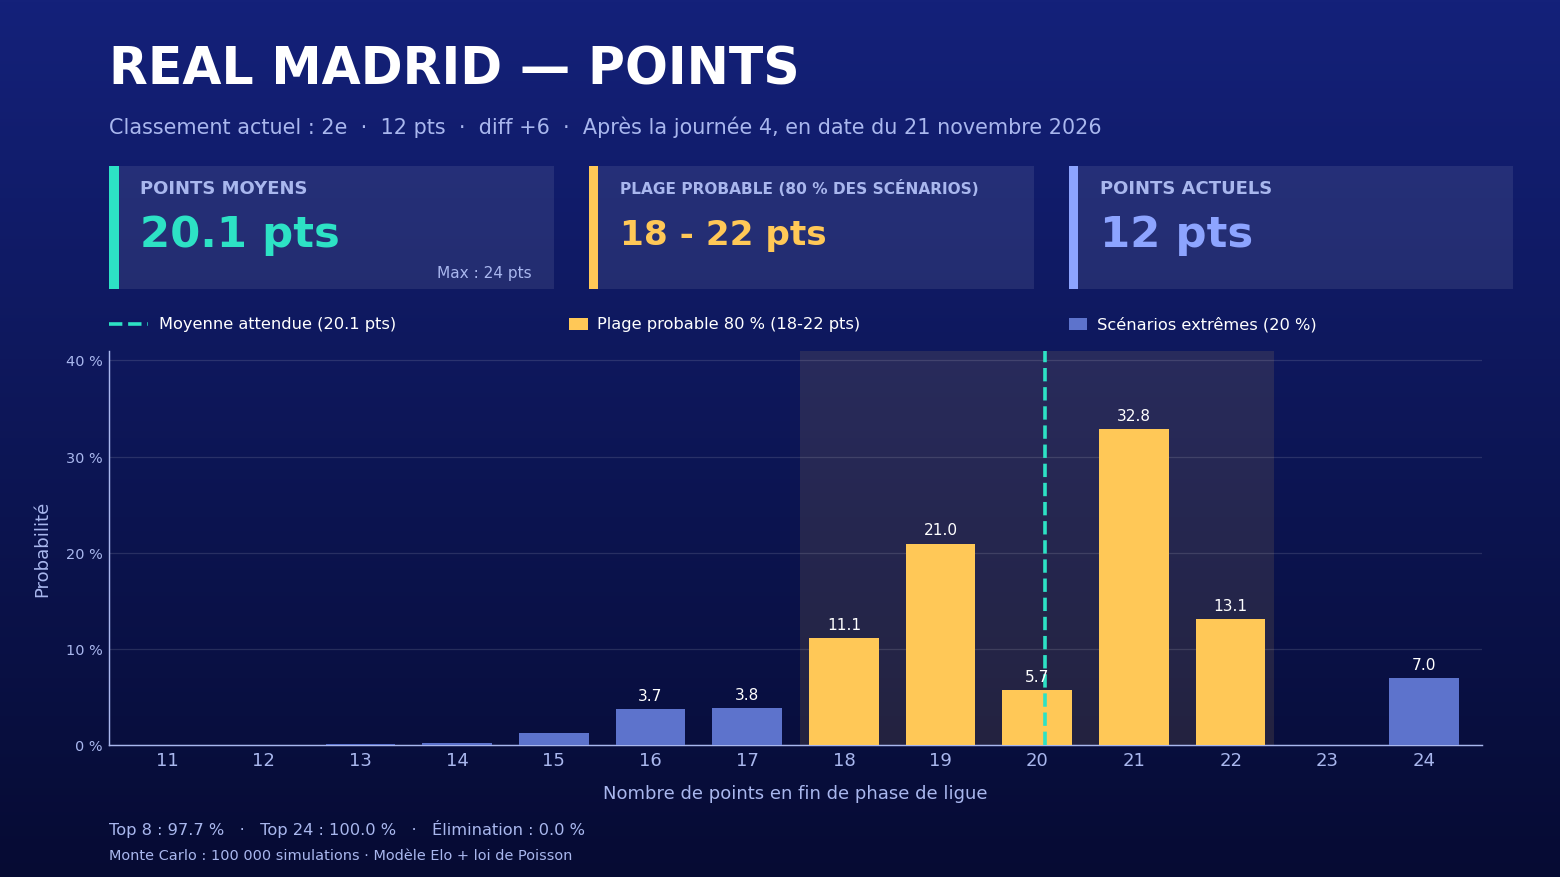 REAL MADRID — POINTS
Classement actuel : 2e · 12 pts · diff +6 · Après la journée 4, en date du 21 novembre 2026
POINTS MOYENS
20.1 pts
Max : 24 pts
PLAGE PROBABLE (80 % DES SCÉNARIOS)
18 - 22 pts
POINTS ACTUELS
12 pts
Moyenne attendue (20.1 pts)
Plage probable 80 % (18-22 pts)
Scénarios extrêmes (20 %)
Probabilité
40 %
30 %
20 %
10 %
0 %
3.7
3.8
11.1
21.0
5.7
32.8
13.1
7.0
11 12 13 14 15 16 17 18 19 20 21 22 23 24
Nombre de points en fin de phase de ligue
Top 8 : 97.7 % · Top 24 : 100.0 % · Élimination : 0.0 %
Monte Carlo : 100 000 simulations · Modèle Elo + loi de Poisson